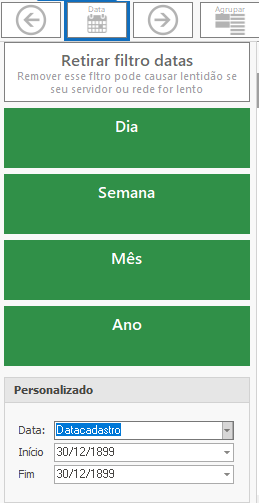 Data
Agrupar
Retirar filtro datas
Remover esse fltro pode causar lentidão se
seu servidor ou rede for lento
Dia
Semana
Mês
Ano
Personalizado
Data: Datacadastro
Início 30/12/1899
Fim 30/12/1899